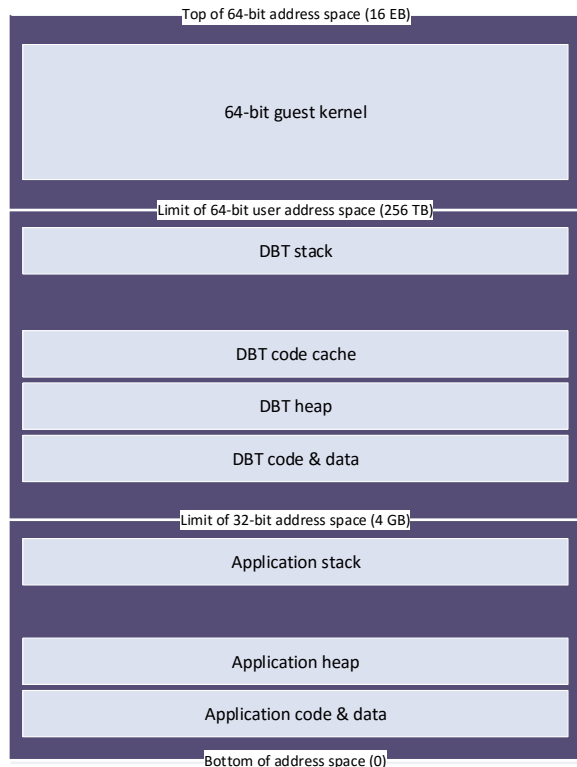 Top of 64-bit address space (16 EB)
64-bit guest kernel
Limit of 64-bit user address space (256 TB)
DBT stack
DBT code cache
DBT heap
DBT code & data
Limit of 32-bit address space (4 GB)
Application stack
Application heap
Application code & data
Bottom of address space (0)